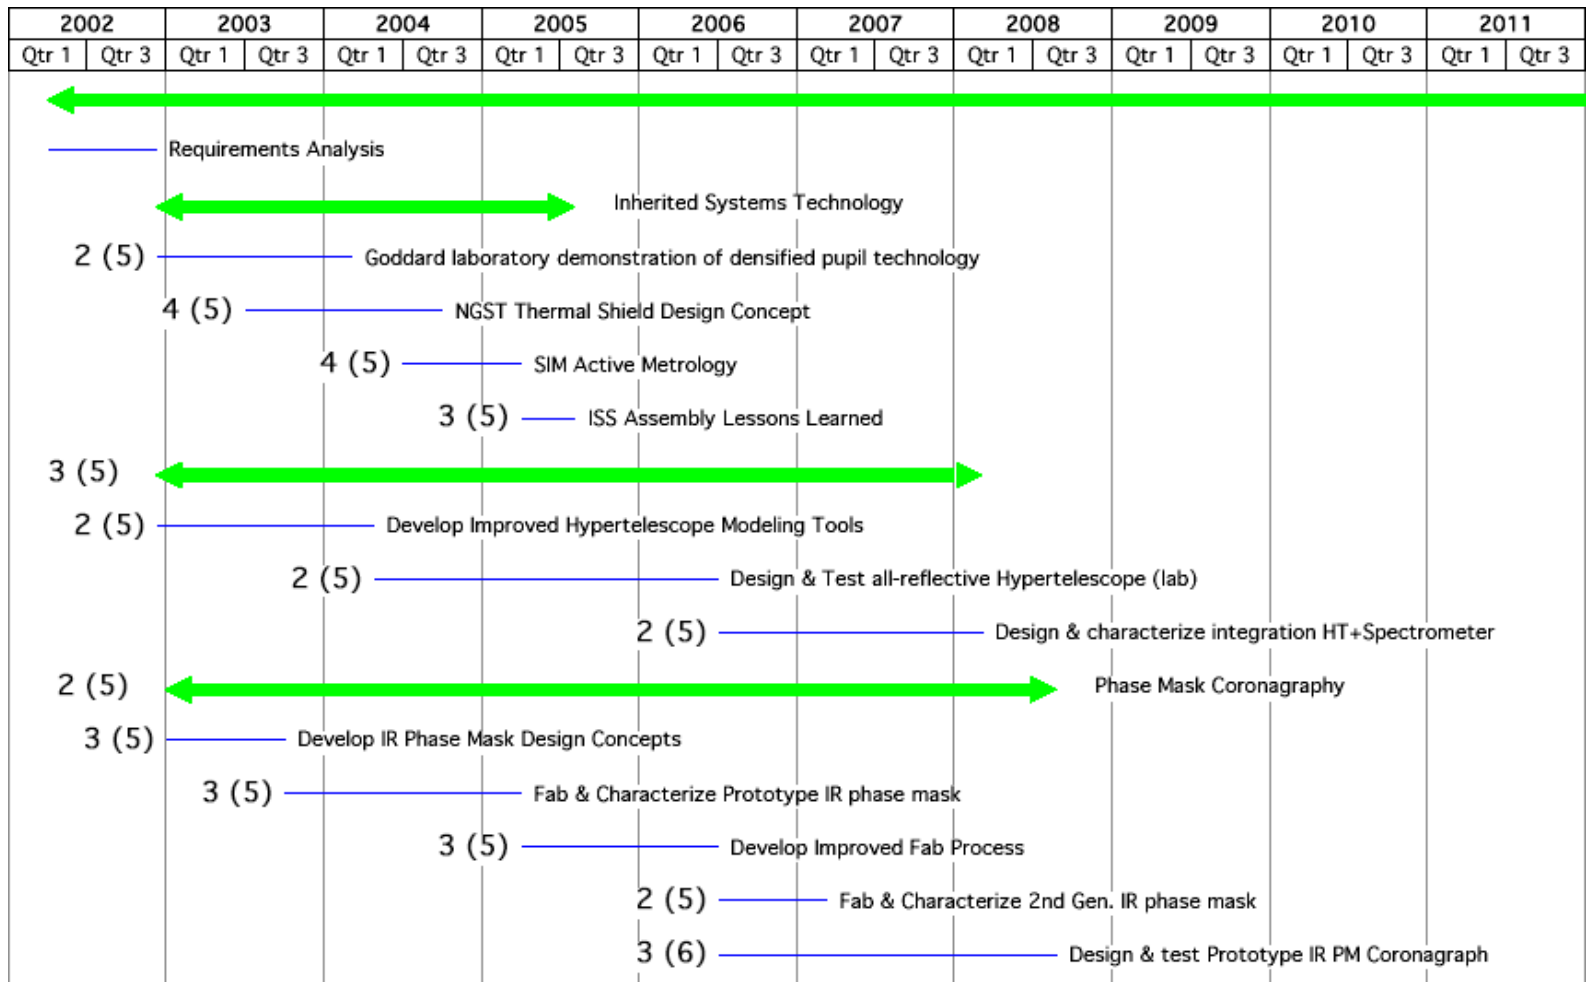 2002 2003 2004 2005 2006 2007 2008 2009 2010 2011
Qtr 1 Qtr 3 Qtr 1 Qtr 3 Qtr 1 Qtr 3 Qtr 1 Qtr 3 Qtr 1 Qtr 3 Qtr 1 Qtr 3 Qtr 1 Qtr 3 Qtr 1 Qtr 3 Qtr 1 Qtr 3 Qtr 1 Qtr 3
Requirements Analysis
Inherited Systems Technology
2 (5) Goddard laboratory demonstration of densified pupil technology
4 (5) NGST Thermal Shield Design Concept
4 (5) SIM Active Metrology
3 (5) ISS Assembly Lessons Learned
3 (5)
2 (5) Develop Improved Hypertelescope Modeling Tools
2 (5) Design & Test all-reflective Hypertelescope (lab)
2 (5) Design & characterize integration HT+Spectrometer
2 (5) Phase Mask Coronagraphy
3 (5) Develop IR Phase Mask Design Concepts
3 (5) Fab & Characterize Prototype IR phase mask
3 (5) Develop Improved Fab Process
2 (5) Fab & Characterize 2nd Gen. IR phase mask
3 (6) Design & test Prototype IR PM Coronagraph